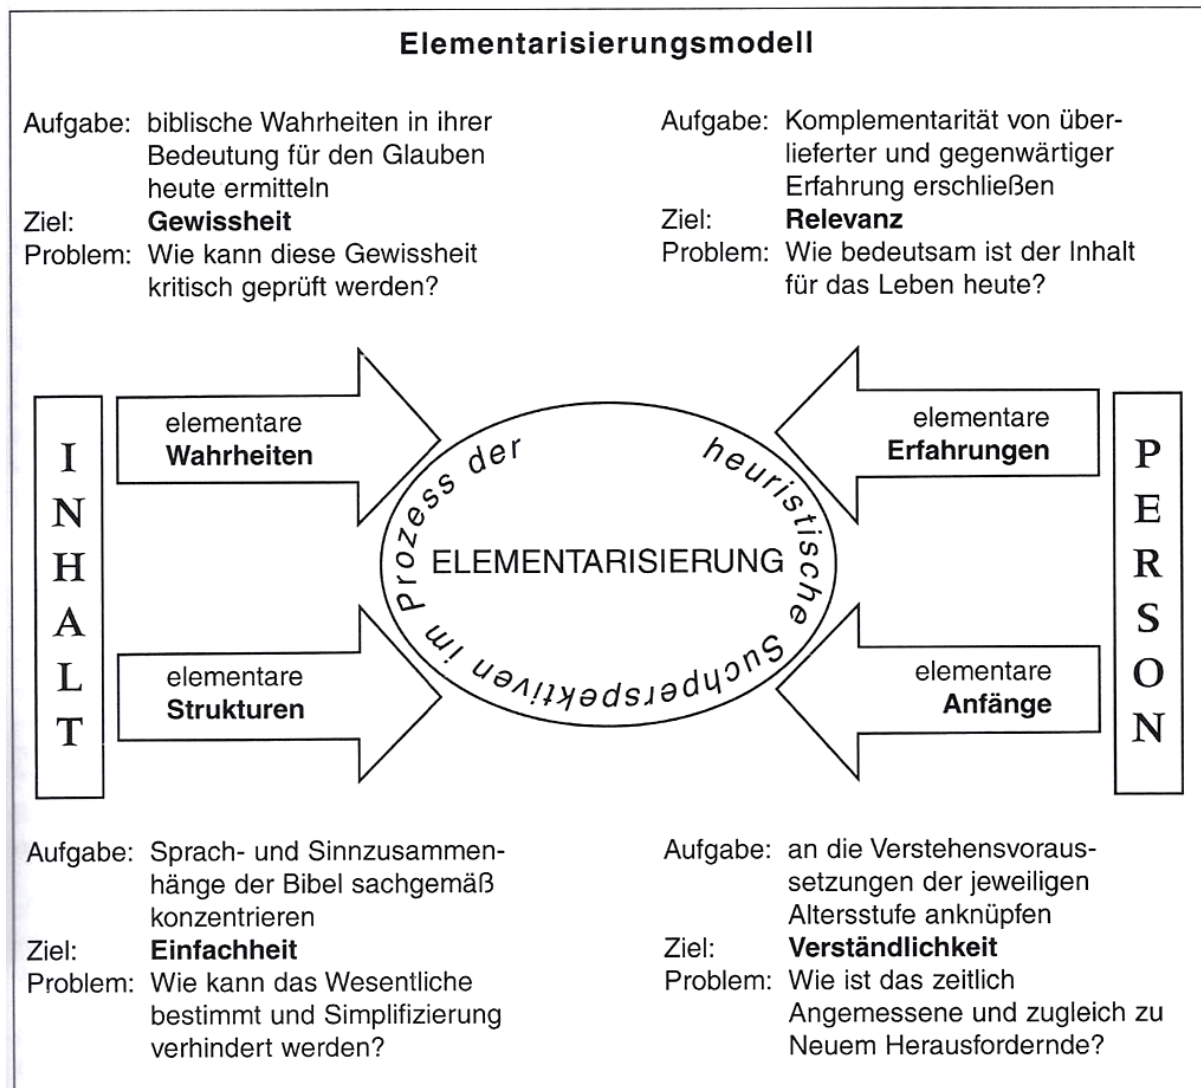 Elementarisierungsmodell
Aufgabe: biblische Wahrheiten in ihrer
Bedeutung für den Glauben
heute ermitteln
Ziel: Gewissheit
Problem: Wie kann diese Gewissheit
kritisch geprüft werden?
Aufgabe: Komplementarität von über-
lieferter und gegenwärtiger
Erfahrung erschließen
Ziel: Relevanz
Problem: Wie bedeutsam ist der Inhalt
für das Leben heute?
INHALT
elementare
Wahrheiten
elementare
Strukturen
heuristische Suchperspektiven im Prozess der
ELEMENTARISIERUNG
elementare
Erfahrungen
elementare
Anfänge
PERSON
Aufgabe: Sprach- und Sinnzusammen-
hänge der Bibel sachgemäß
konzentrieren
Ziel: Einfachheit
Problem: Wie kann das Wesentliche
bestimmt und Simplifizierung
verhindert werden?
Aufgabe: an die Verstehensvoraus-
setzungen der jeweiligen
Altersstufe anknüpfen
Ziel: Verständlichkeit
Problem: Wie ist das zeitlich
Angemessene und zugleich zu
Neuem Herausfordernde?